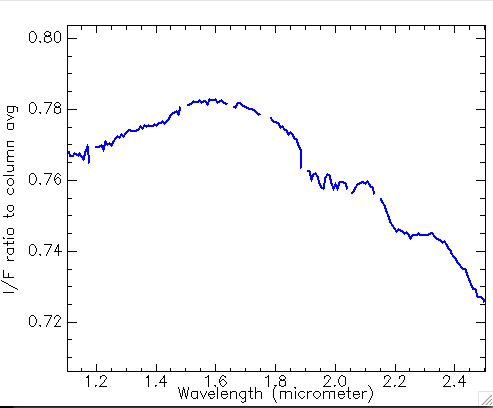 0.80
0.78
0.76
0.74
0.72
I/F ratio to column avg
1.2 1.4 1.6 1.8 2.0 2.2 2.4
Wavelength (micrometer)